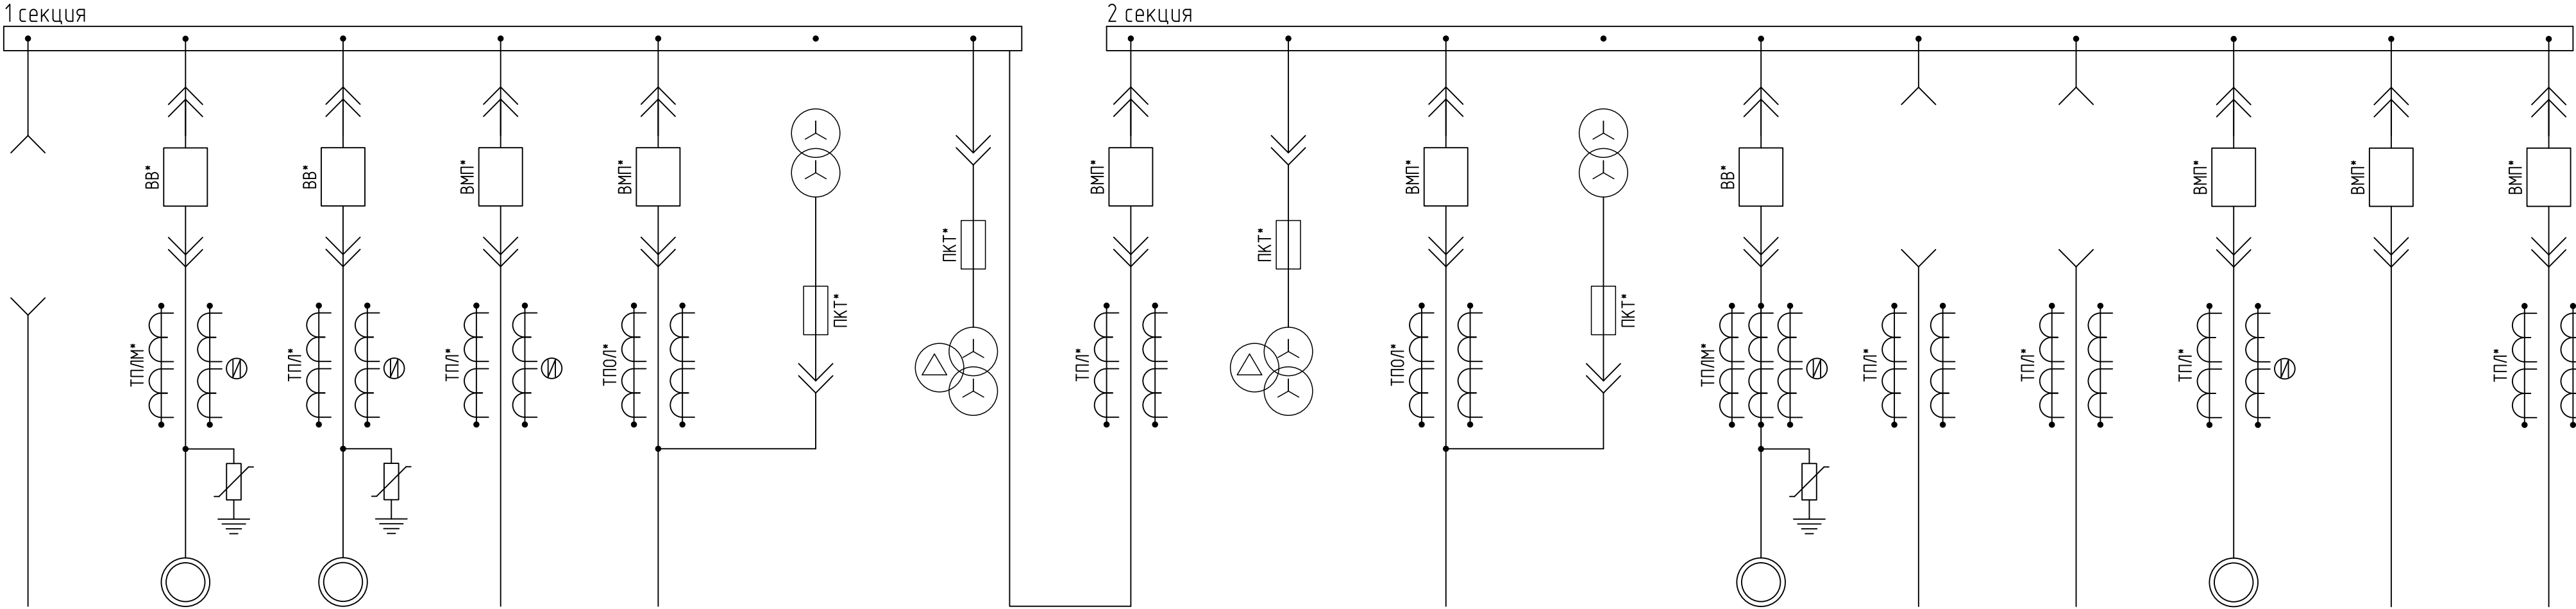 1 секция
2 секция
ВВ*
ВВ*
ВМП*
ВМП*
ВМП*
ВМП*
ВВ*
ВМП*
ВМП*
ВМП*
ПКТ*
ПКТ*
ПКТ*
ПКТ*
ТПЛМ*
ТПЛ*
ТПЛ*
ТПОЛ*
ТПЛ*
ТПОЛ*
ТПЛМ*
ТПЛ*
ТПЛ*
ТПЛ*
ТПЛ*